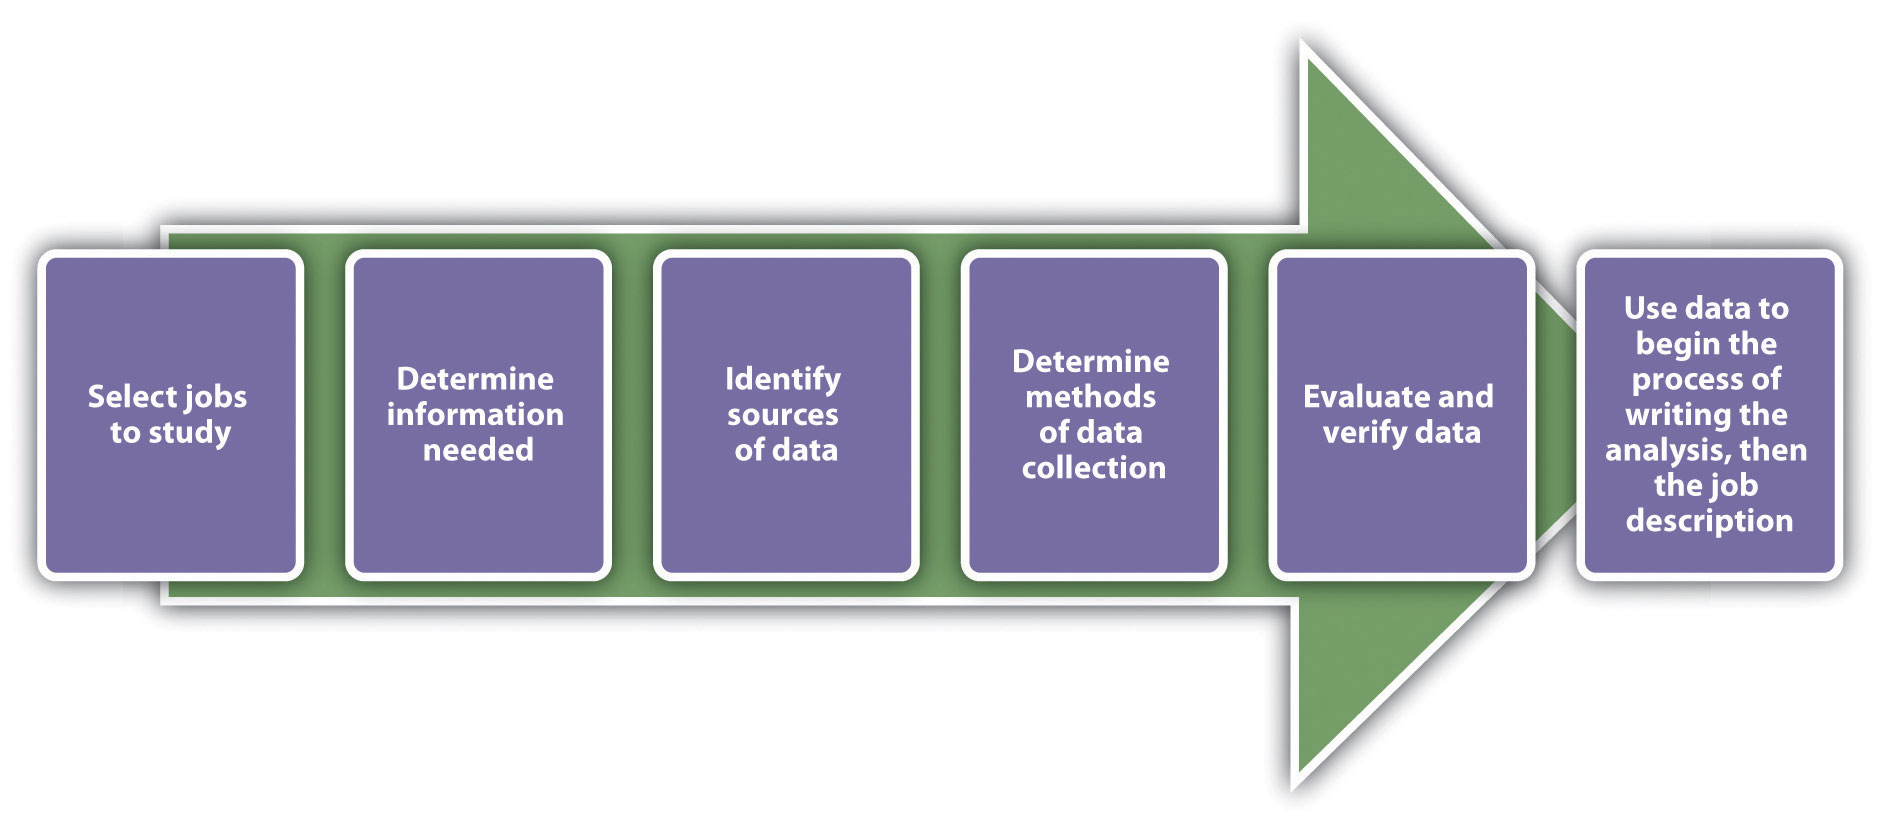 Select jobs
to study
Determine
information
needed
Identify
sources
of data
Determine
methods
of data
collection
Evaluate and
verify data
Use data to
begin the
process of
writing the
analysis, then
the job
description